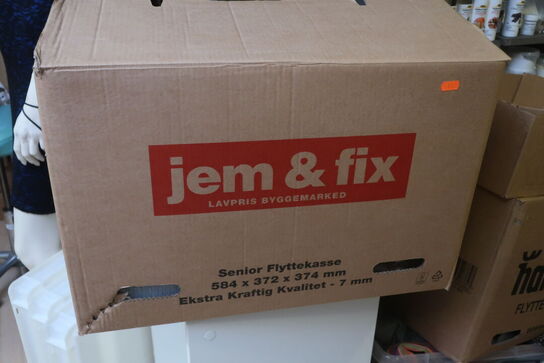 jem & fix
LAVPRIS BYGGEMARKED
Senior Flyttekasse
584 x 372 x 374 mm
Ekstra Kraftig Kvalitet - 7 mm